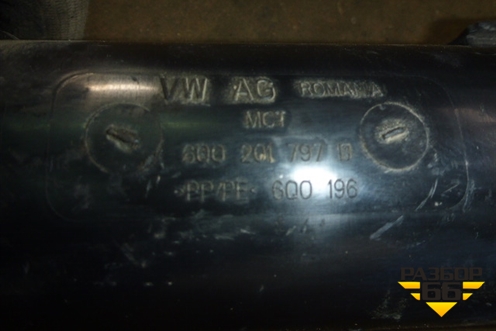 VW AG ROMANIA
MCT
6Q0 201 797 D
>PP/PE< 6Q0 196
РАЗБОР
66